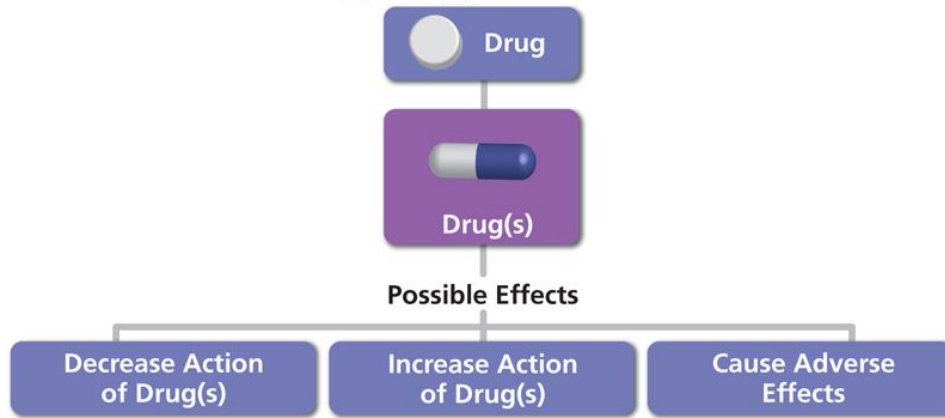 Drug
Drug(s)
Possible Effects
Decrease Action
of Drug(s)
Increase Action
of Drug(s)
Cause Adverse
Effects